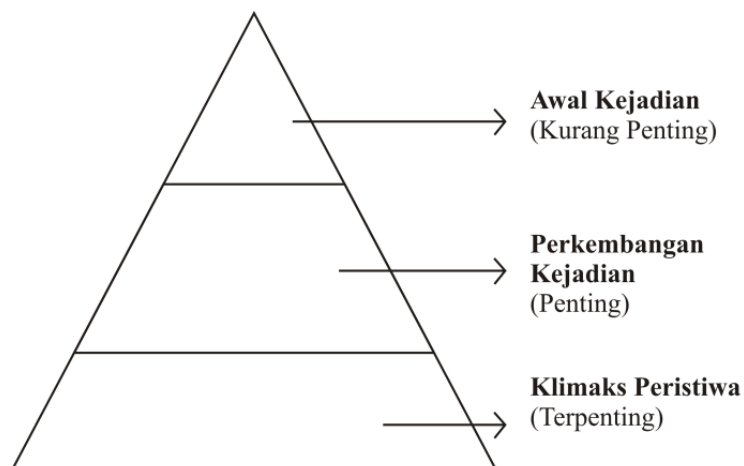 Awal Kejadian
(Kurang Penting)
Perkembangan
Kejadian
(Penting)
Klimaks Peristiwa
(Terpenting)